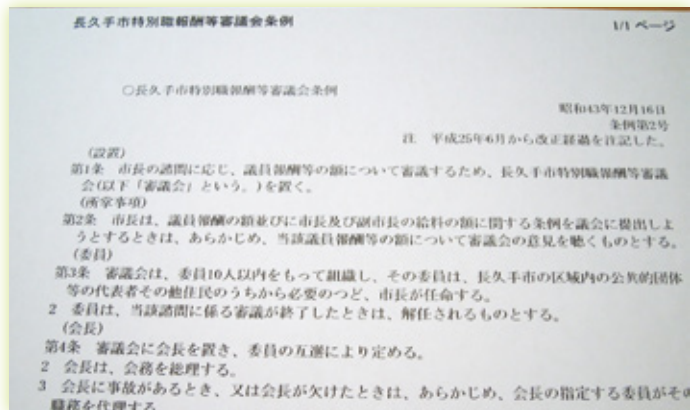 長久手市特別職報酬等審議会条例
1/1 ページ
○長久手市特別職報酬等審議会条例
昭和43年12月16日
条例第2号
注 平成25年6月から改正経過を注記した。
(設置)
第1条 市長の諮問に応じ、議員報酬等の額について審議するため、長久手市特別職報酬等審議
会(以下「審議会」という。)を置く。
(所掌事項)
第2条 市長は、議員報酬の額並びに市長及び副市長の給料の額に関する条例を議会に提出しよ
うとするときは、あらかじめ、当該議員報酬等の額について審議会の意見を聴くものとする。
(委員)
第3条 審議会は、委員10人以内をもって組織し、その委員は、長久手市の区域内の公共的団体
等の代表者その他住民のうちから必要のつど、市長が任命する。
2 委員は、当該諮問に係る審議が終了したときは、解任されるものとする。
(会長)
第4条 審議会に会長を置き、委員の互選により定める。
2 会長は、会務を総理する。
3 会長に事故があるとき、又は会長が欠けたときは、あらかじめ、会長の指定する委員がその
職務を代理する